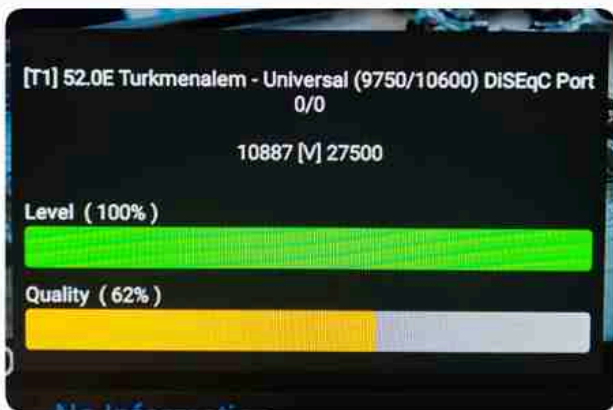 [T1] 52.0E Turkmenalem - Universal (9750/10600) DiSEqC Port
0/0
10887 [V] 27500
Level ( 100% )
Quality ( 62% )